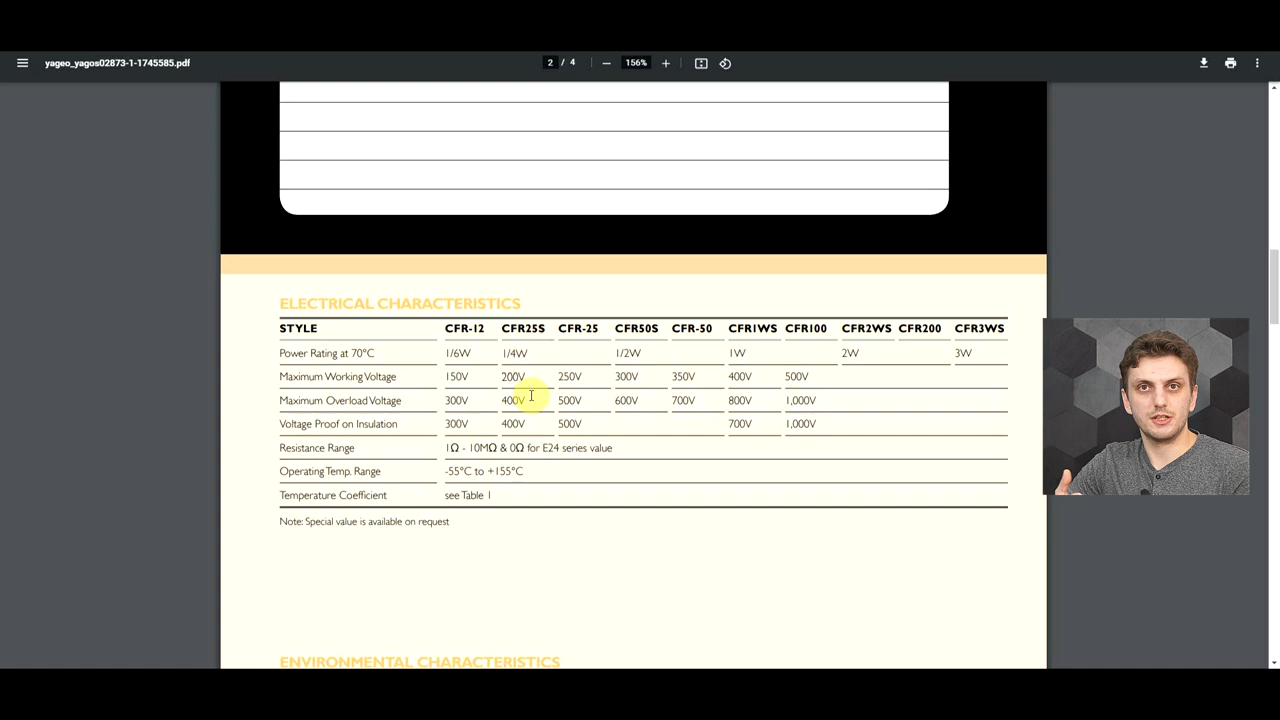 yageo_yagos02873-1-1745585.pdf 2 / 4 156%
ELECTRICAL CHARACTERISTICS
STYLE CFR-12 CFR25S CFR-25 CFR50S CFR-50 CFR1WS CFR100 CFR2WS CFR200 CFR3WS
Power Rating at 70°C 1/6W 1/4W 1/2W 1W 2W 3W
Maximum Working Voltage 150V 200V 250V 300V 350V 400V 500V
Maximum Overload Voltage 300V 400V 500V 600V 700V 800V 1,000V
Voltage Proof on Insulation 300V 400V 500V 700V 1,000V
Resistance Range 1Ω - 10MΩ & 0Ω for E24 series value
Operating Temp. Range -55°C to +155°C
Temperature Coefficient see Table 1
Note: Special value is available on request
ENVIRONMENTAL CHARACTERISTICS